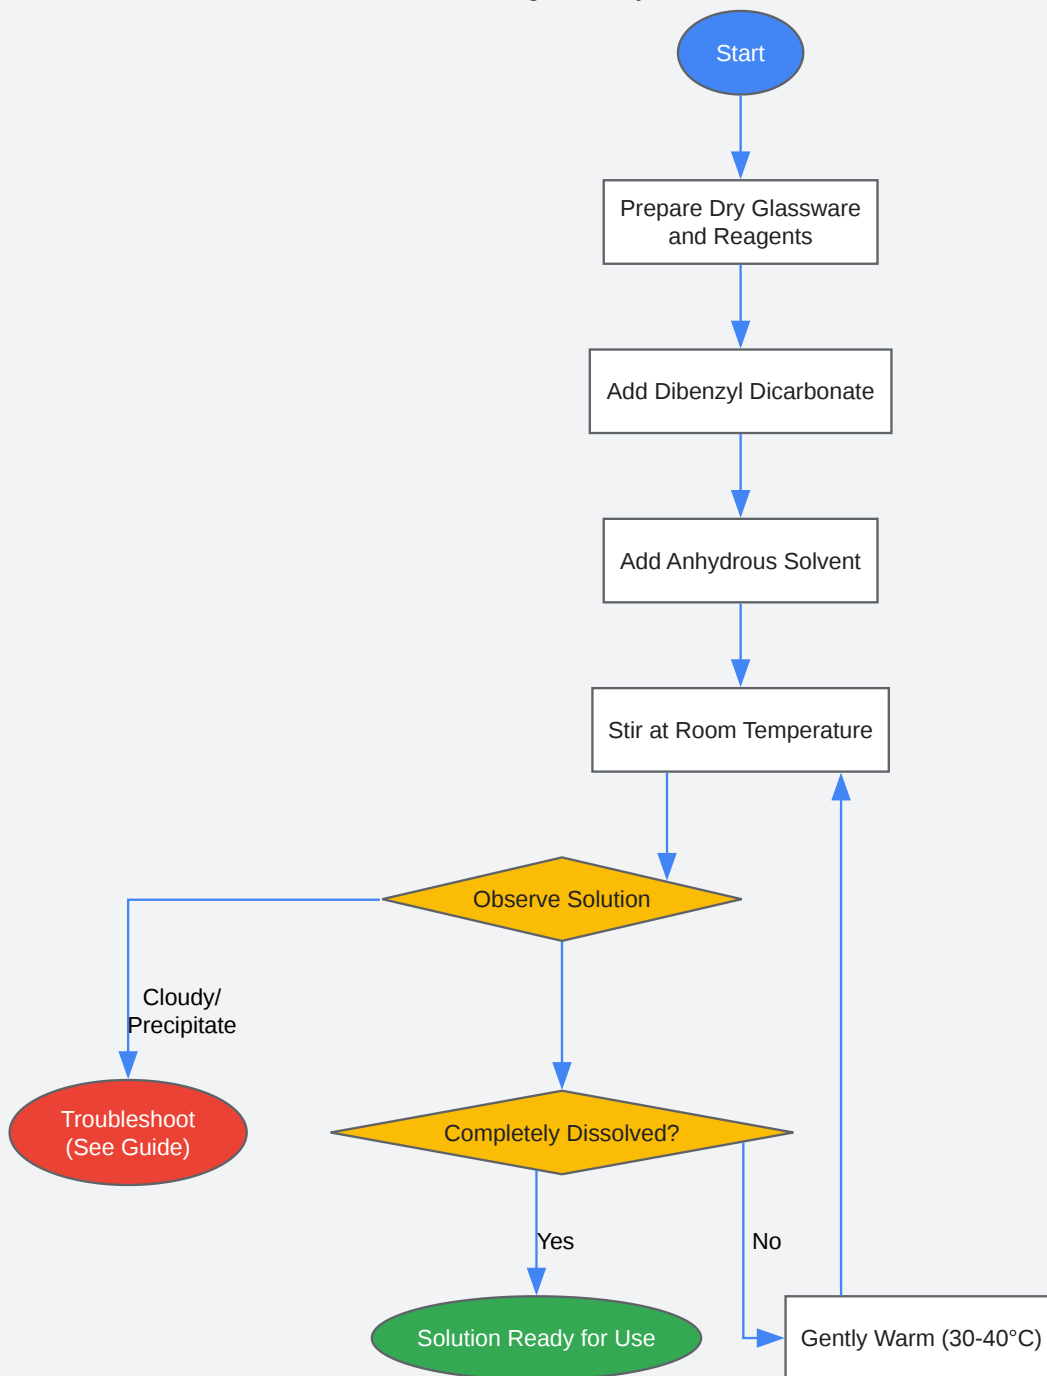 Start
Prepare Dry Glassware
and Reagents
Add Dibenzyl Dicarbonate
Add Anhydrous Solvent
Stir at Room Temperature
Observe Solution
Cloudy/
Precipitate
Troubleshoot
(See Guide)
Completely Dissolved?
Yes
No
Solution Ready for Use
Gently Warm (30-40°C)